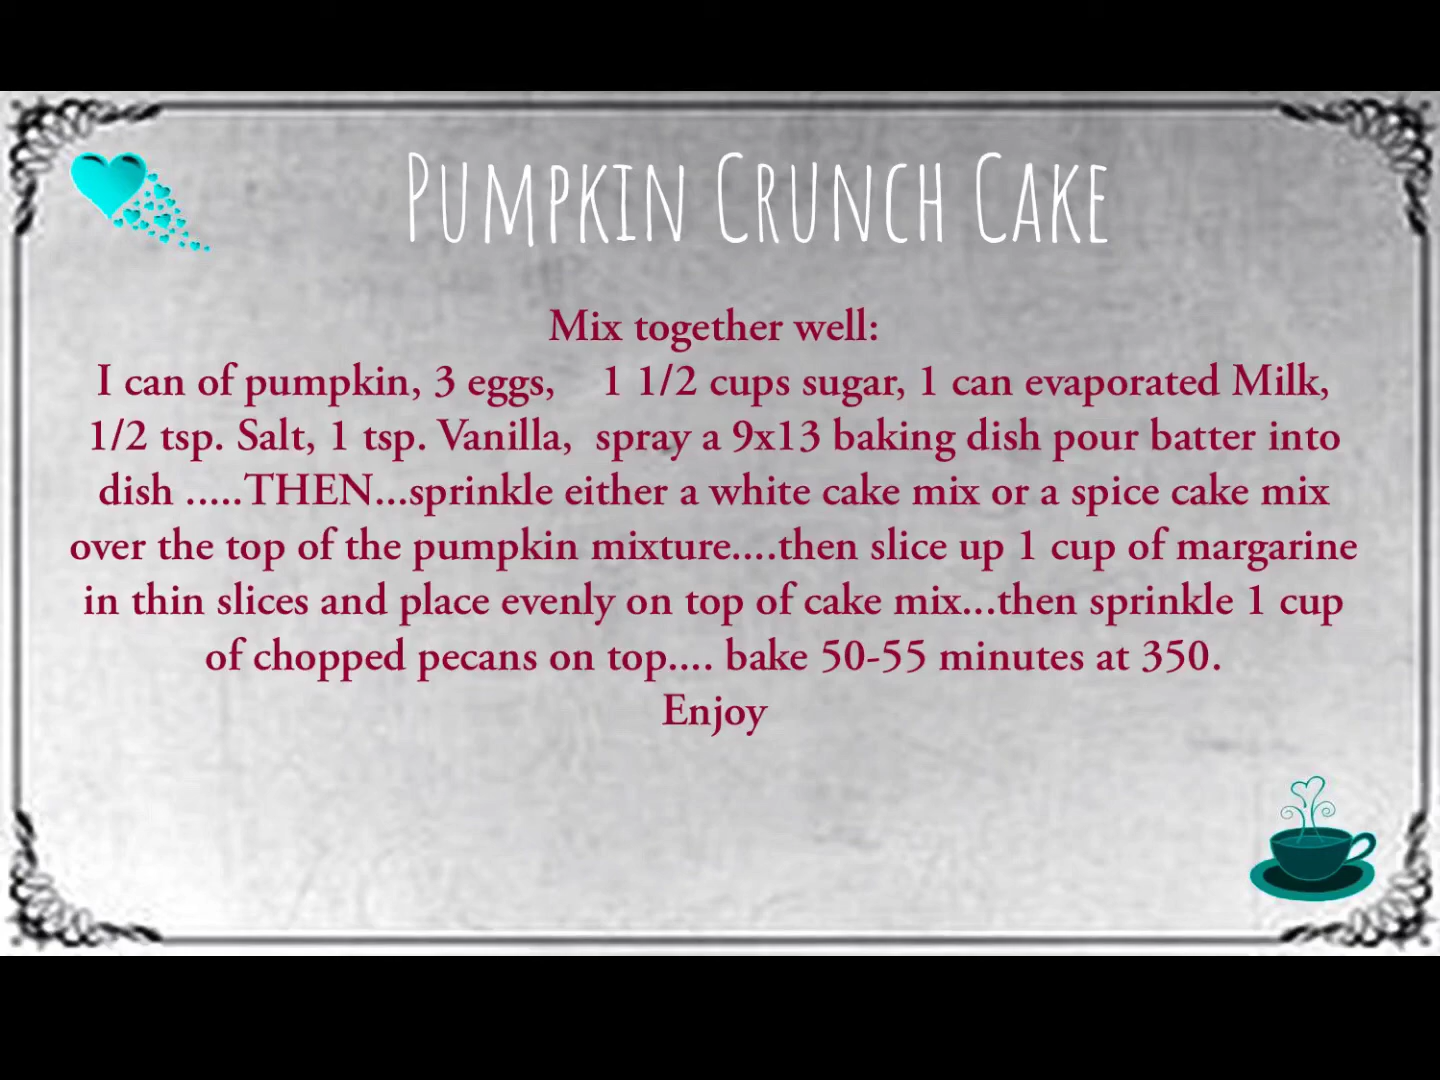 PUMPKIN CRUNCH CAKE
Mix together well:
I can of pumpkin, 3 eggs, 1 1/2 cups sugar, 1 can evaporated Milk,
1/2 tsp. Salt, 1 tsp. Vanilla, spray a 9x13 baking dish pour batter into
dish .....THEN...sprinkle either a white cake mix or a spice cake mix
over the top of the pumpkin mixture....then slice up 1 cup of margarine
in thin slices and place evenly on top of cake mix...then sprinkle 1 cup
of chopped pecans on top.... bake 50-55 minutes at 350.
Enjoy